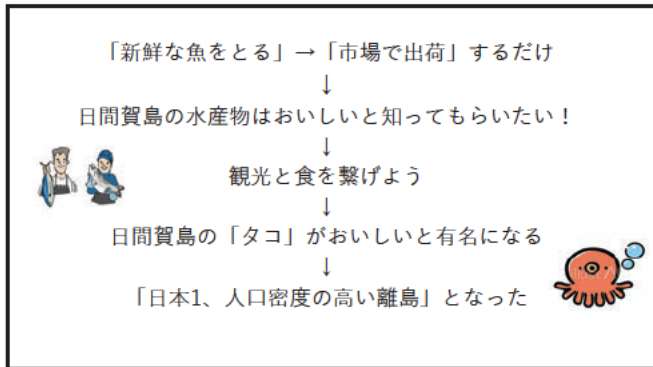 「新鮮な魚をとる」→「市場で出荷」するだけ
↓
日間賀島の水産物はおいしいと知ってもらいたい！
↓
観光と食を繋げよう
↓
日間賀島の「タコ」がおいしいと有名になる
↓
「日本1、人口密度の高い離島」となった